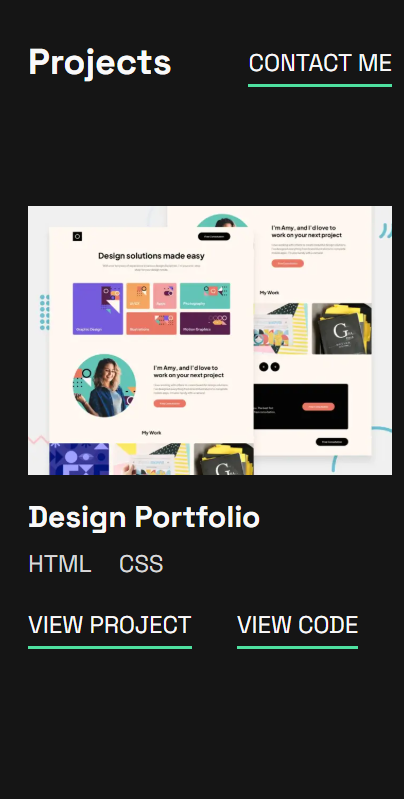 Projects
CONTACT ME
I'm Amy, and I'd love to
work on your next project
Design solutions made easy
My Work
Graphic Design
UI/UX
Apps
Photography
Illustrations
Motion Graphics
I'm Amy, and I'd love to
work on your next project
My Work
Design Portfolio
HTML CSS
VIEW PROJECT
VIEW CODE